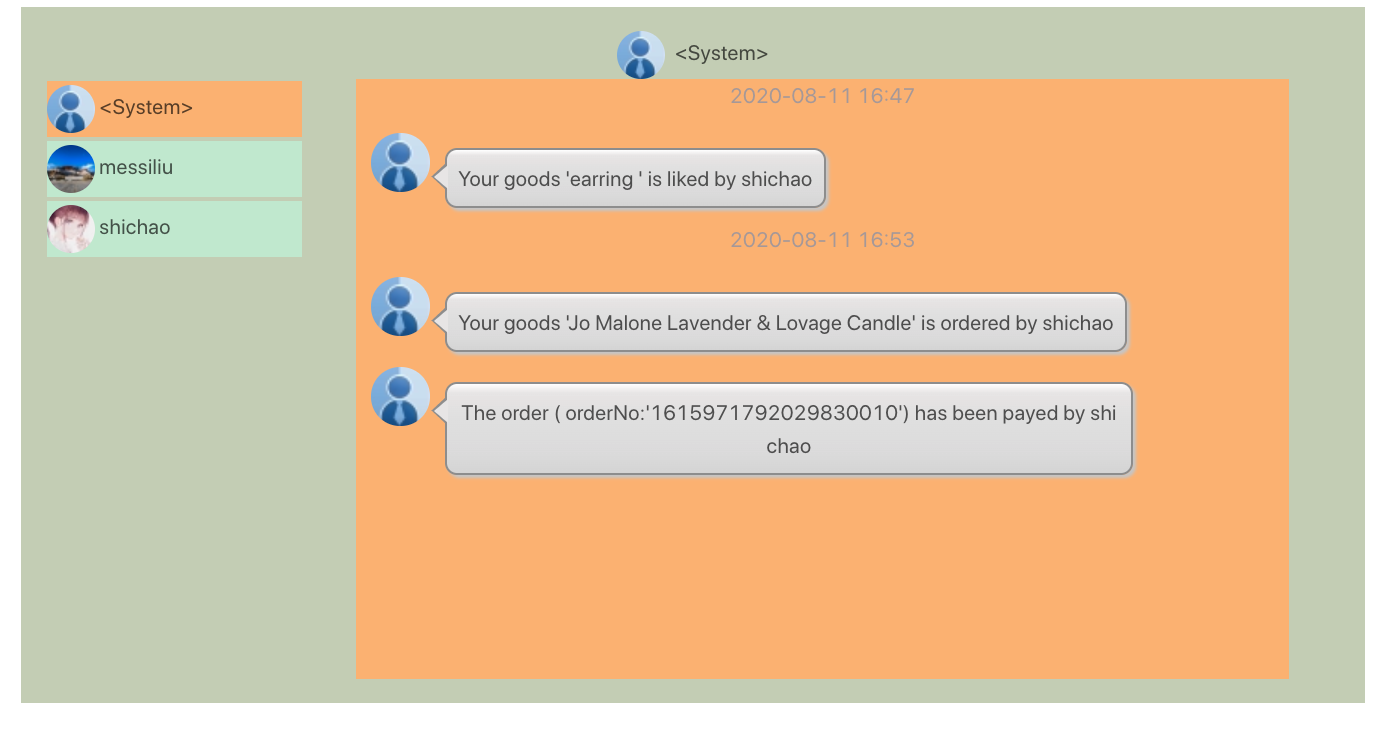 <System>
<System>
messiliu
shichao
2020-08-11 16:47
Your goods 'earring ' is liked by shichao
2020-08-11 16:53
Your goods 'Jo Malone Lavender & Lovage Candle' is ordered by shichao
The order ( orderNo:'1615971792029830010') has been payed by shi
chao